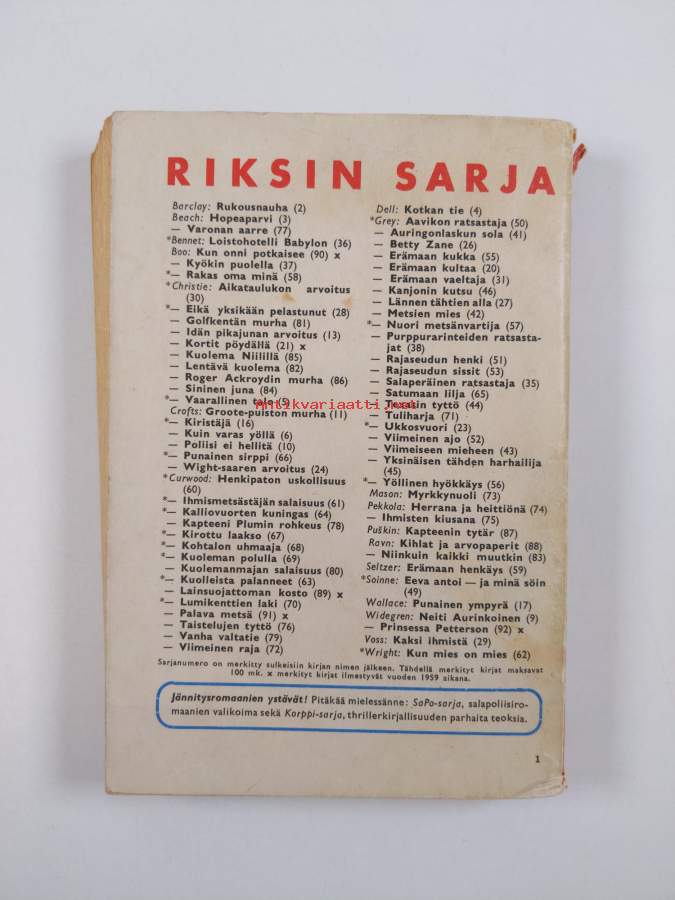 RIKSIN SARJA
Barclay: Rukousnauha (2)
Beach: Hopeaparvi (3)
— Varonan aarre (77)
*Bennet: Loistohotelli Babylon (36)
Boo: Kun onni potkaisee (90) x
— Kyökin puolella (37)
*— Rakas oma minä (58)
*Christie: Aikataulukon arvoitus
(30)
*— Eikä yksikään pelastunut (28)
— Golfkentän murha (81)
— Idän pikajunan arvoitus (13)
— Kortit pöydällä (21) x
— Kuolema Niilillä (85)
— Lentävä kuolema (82)
— Roger Ackroydin murha (86)
— Sininen juna (84)
*— Vaarallinen talo (5)
Crofts: Groote-puiston murha (11)
*— Kiristäjä (16)
— Kuin varas yöllä (6)
— Poliisi ei hellitä (10)
*— Punainen sirppi (66)
— Wight-saaren arvoitus (24)
*Curwood: Henkipaton uskollisuus
(60)
*— Ihmismetsästäjän salaisuus (61)
*— Kalliovuorten kuningas (64)
— Kapteeni Plumin rohkeus (78)
*— Kirottu laakso (67)
*— Kohtalon uhmaaja (68)
*— Kuoleman polulla (69)
— Kuolemanmajan salaisuus (80)
*— Kuolleista palanneet (63)
— Lainsuojattoman kosto (89) x
*— Lumikenttien laki (70)
— Palava metsä (91) x
— Taistelujen tyttö (76)
— Vanha valtatie (79)
— Viimeinen raja (72)
Dell: Kotkan tie (4)
*Grey: Aavikon ratsastaja (50)
— Auringonlaskun sola (41)
— Betty Zane (26)
— Erämaan kukka (55)
— Erämaan kultaa (20)
— Erämaan vaeltaja (31)
— Kanjonin kutsu (46)
— Lännen tähtien alla (27)
— Metsien mies (42)
*— Nuori metsänvartija (57)
— Purppurarinteiden ratsasta-
jat (38)
— Rajaseudun henki (51)
— Rajaseudun sissit (53)
— Salaperäinen ratsastaja (35)
— Satumaan lilja (65)
— Texasin tyttö (44)
— Tuliharja (71)
*— Ukkosvuori (23)
— Viimeinen ajo (52)
— Viimeiseen mieheen (43)
— Yksinäisen tähden harhailija
(45)
*— Yöllinen hyökkäys (56)
Mason: Myrkkynuoli (73)
Pekkola: Herrana ja heittiönä (74)
— Ihmisten kiusana (75)
Puškin: Kapteenin tytär (87)
Ravn: Kihlat ja arvopaperit (88)
— Niinkuin kaikki muutkin (83)
Seltzer: Erämaan henkäys (59)
*Soinne: Eeva antoi — ja minä söin
(49)
Wallace: Punainen ympyrä (17)
Widegren: Neiti Aurinkoinen (9)
— Prinsessa Petterson (92) x
Voss: Kaksi ihmistä (29)
*Wright: Kun mies on mies (62)
Antikvariaatti.net
Sarjanumero on merkitty sulkeisiin kirjan nimen jälkeen. Tähdellä merkityt kirjat maksavat
100 mk. x merkityt kirjat ilmestyvät vuoden 1959 aikana.
Jännitysromaanien ystävät! Pitäkää mielessänne: SaPo-sarja, salapoliisiro-
maanien valikoima sekä Korppi-sarja, thrillerkirjallisuuden parhaita teoksia.
1